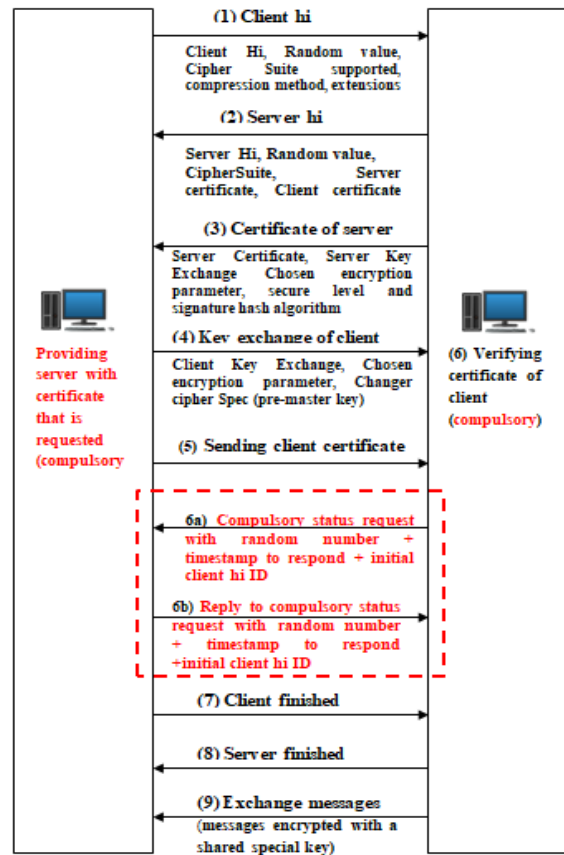 (1) Client hi
Client Hi, Random value,
Cipher Suite supported,
compression method, extensions
(2) Server hi
Server Hi, Random value,
CipherSuite, Server
certificate, Client certificate
(3) Certificate of server
Server Certificate, Server Key
Exchange Chosen encryption
parameter, secure level and
signature hash algorithm
(4) Key exchange of client
Client Key Exchange, Chosen
encryption parameter, Changer
cipher Spec (pre-master key)
Providing
server with
certificate
that is
requested
(compulsory
(6) Verifying
certificate of
client
(compulsory)
(5) Sending client certificate
6a) Compulsory status request
with random number +
timestamp to respond + initial
client hi ID
6b) Reply to compulsory status
request with random number
+ timestamp to respond
+initial client hi ID
(7) Client finished
(8) Server finished
(9) Exchange messages
(messages encrypted with a
shared special key)